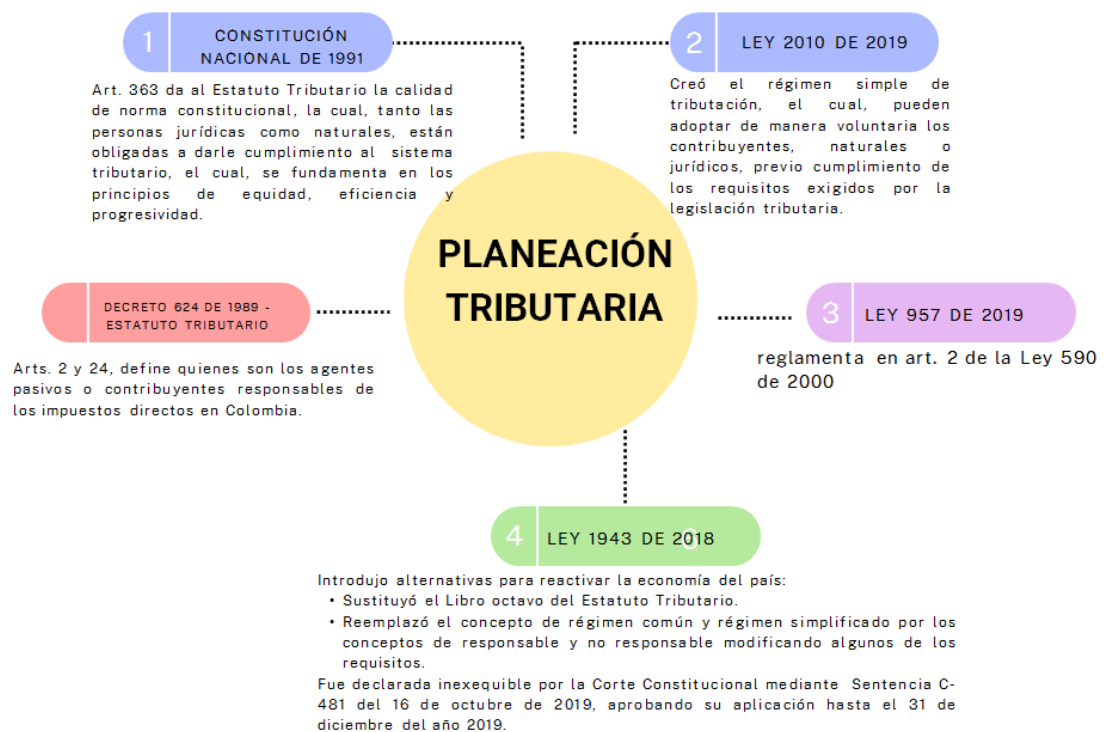 1
CONSTITUCIÓN
NACIONAL DE 1991
Art. 363 da al Estatuto Tributario la calidad
de norma constitucional, la cual, tanto las
personas jurídicas como naturales, están
obligadas a darle cumplimiento al sistema
tributario, el cual, se fundamenta en los
principios de equidad, eficiencia y
progresividad.
2
LEY 2010 DE 2019
Creó el régimen simple de
tributación, el cual, pueden
adoptar de manera voluntaria los
contribuyentes, naturales o
jurídicos, previo cumplimiento de
los requisitos exigidos por la
legislación tributaria.
PLANEACIÓN
TRIBUTARIA
DECRETO 624 DE 1989 -
ESTATUTO TRIBUTARIO
Arts. 2 y 24, define quienes son los agentes
pasivos o contribuyentes responsables de
los impuestos directos en Colombia.
3
LEY 957 DE 2019
reglamenta en art. 2 de la Ley 590
de 2000
4
LEY 1943 DE 2018
6
Introdujo alternativas para reactivar la economía del país:
• Sustituyó el Libro octavo del Estatuto Tributario.
• Reemplazó el concepto de régimen común y régimen simplificado por los
conceptos de responsable y no responsable modificando algunos de los
requisitos.
Fue declarada inexequible por la Corte Constitucional mediante Sentencia C-
481 del 16 de octubre de 2019, aprobando su aplicación hasta el 31 de
diciembre del año 2019.